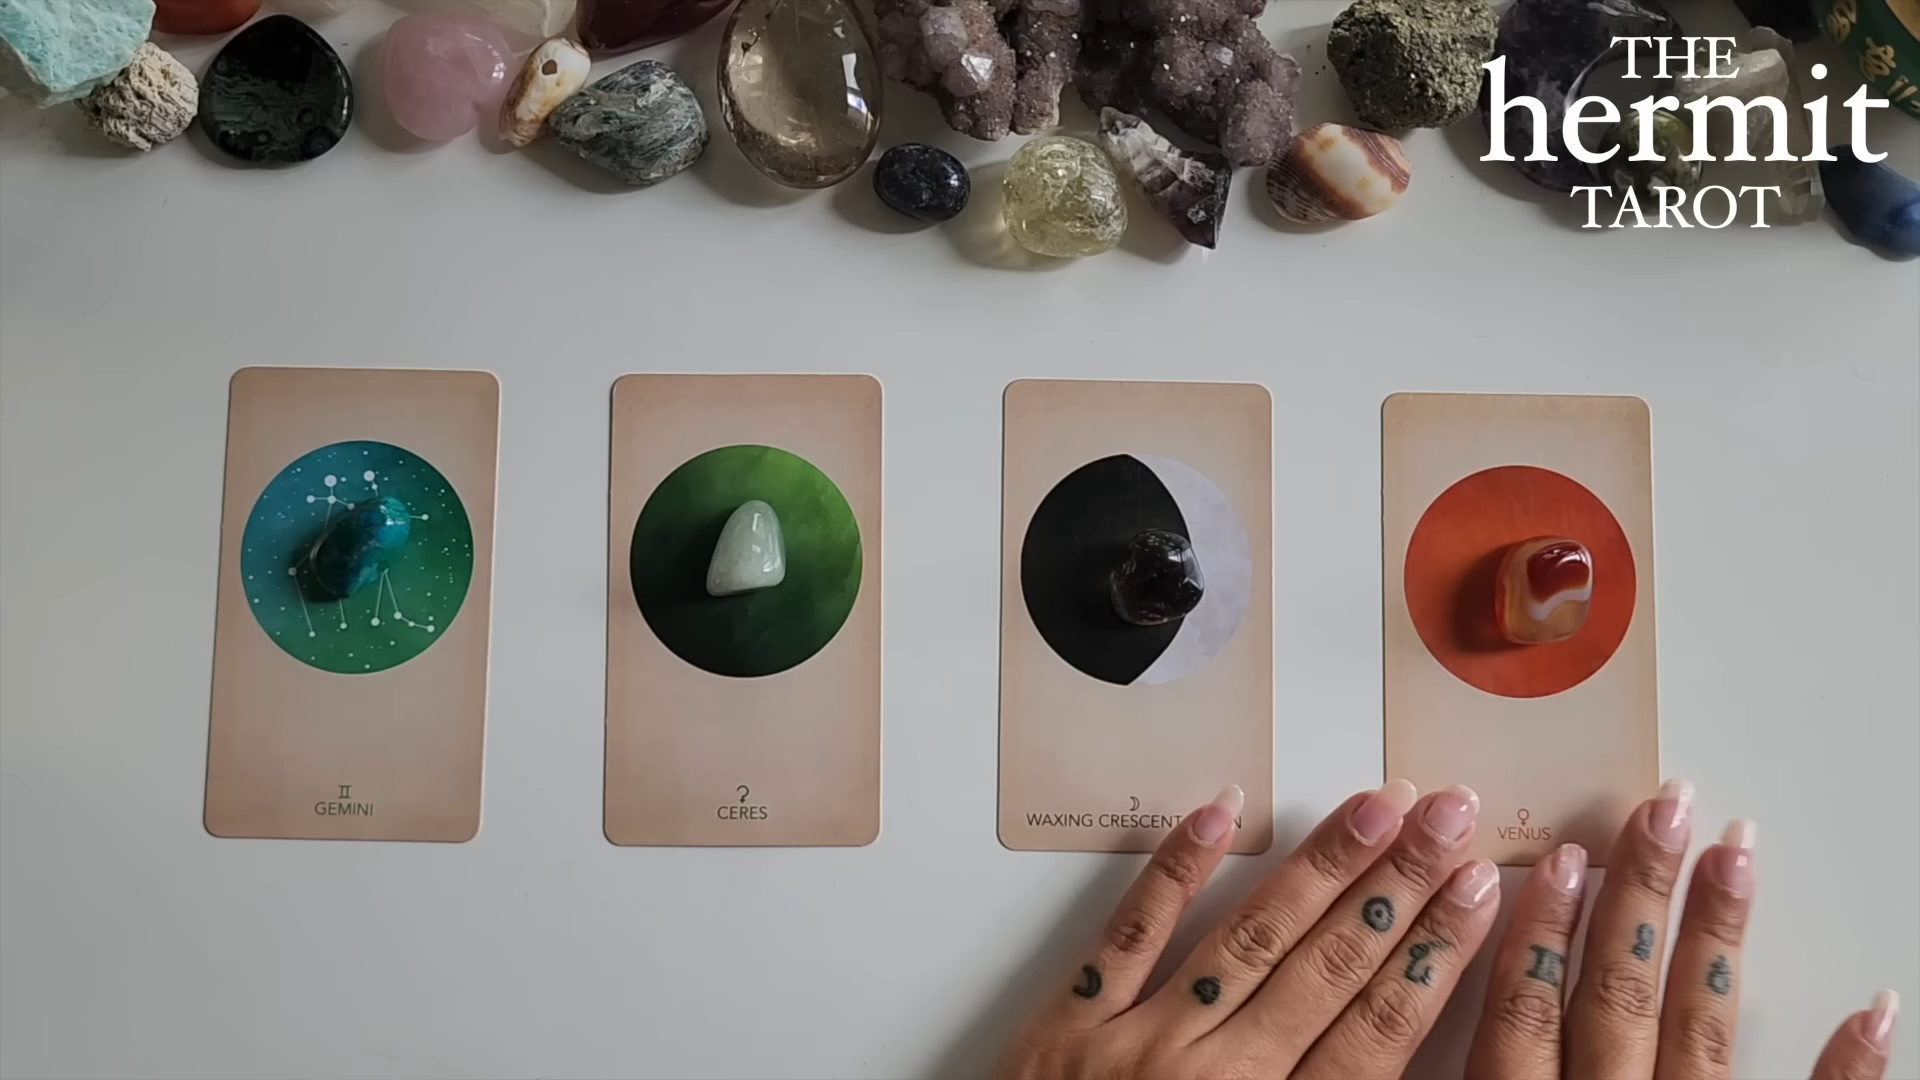 THE
hermit
TAROT
GEMINI
CERES
WAXING CRESCENT
VENUS